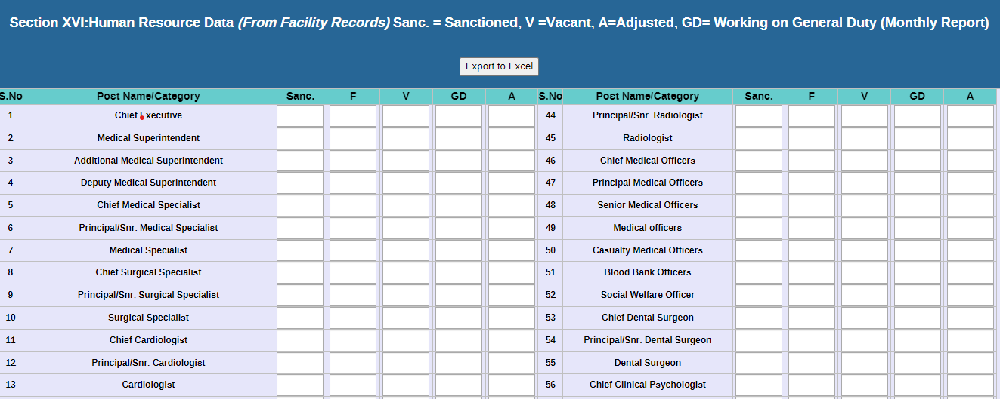 Section XVI:Human Resource Data (From Facility Records) Sanc. = Sanctioned, V =Vacant, A=Adjusted, GD= Working on General Duty (Monthly Report)
Export to Excel
S.No Post Name/Category Sanc. F V GD A S.No Post Name/Category Sanc. F V GD A
1 Chief Executive 44 Principal/Snr. Radiologist
2 Medical Superintendent 45 Radiologist
3 Additional Medical Superintendent 46 Chief Medical Officers
4 Deputy Medical Superintendent 47 Principal Medical Officers
5 Chief Medical Specialist 48 Senior Medical Officers
6 Principal/Snr. Medical Specialist 49 Medical officers
7 Medical Specialist 50 Casualty Medical Officers
8 Chief Surgical Specialist 51 Blood Bank Officers
9 Principal/Snr. Surgical Specialist 52 Social Welfare Officer
10 Surgical Specialist 53 Chief Dental Surgeon
11 Chief Cardiologist 54 Principal/Snr. Dental Surgeon
12 Principal/Snr. Cardiologist 55 Dental Surgeon
13 Cardiologist 56 Chief Clinical Psychologist